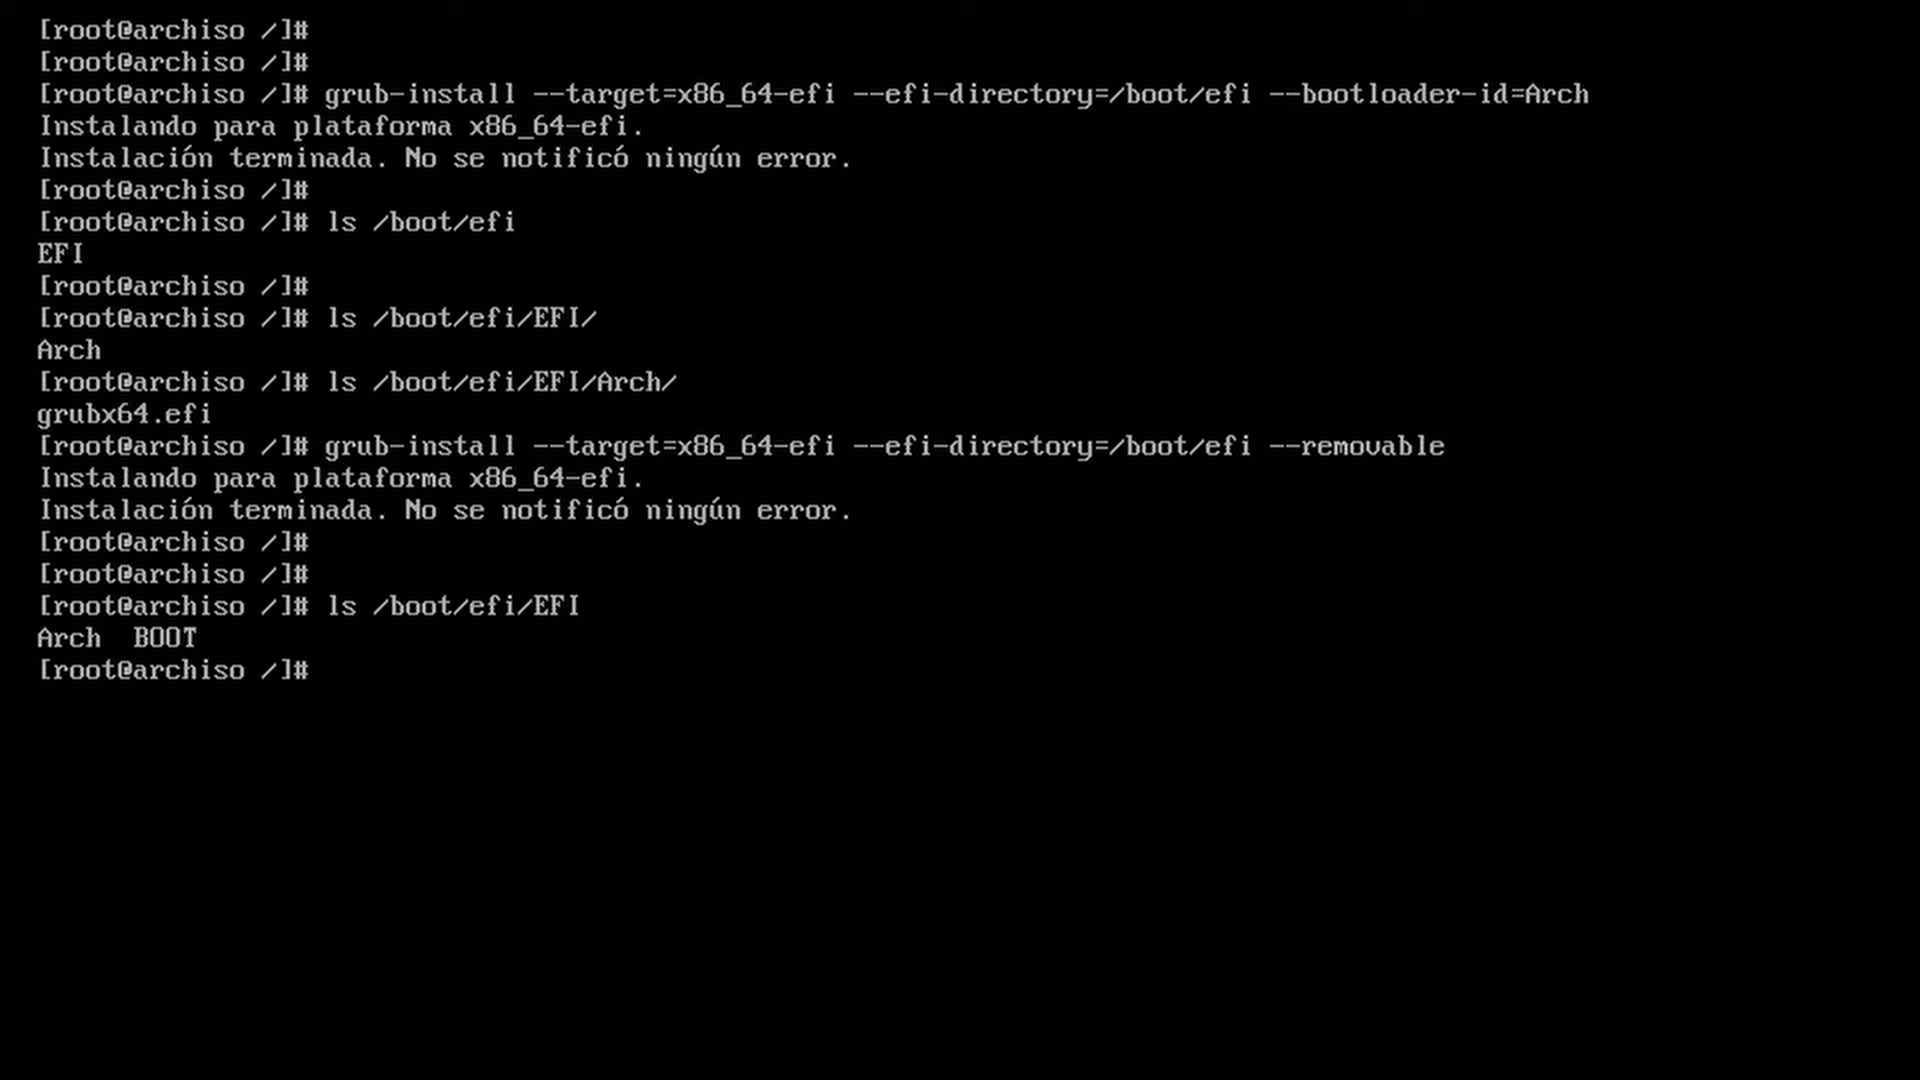 [root@archiso /]#
[root@archiso /]#
[root@archiso /]# grub-install --target=x86_64-efi --efi-directory=/boot/efi --bootloader-id=Arch
Instalando para plataforma x86_64-efi.
Instalación terminada. No se notificó ningún error.
[root@archiso /]#
[root@archiso /]# ls /boot/efi
EFI
[root@archiso /]#
[root@archiso /]# ls /boot/efi/EFI/
Arch
[root@archiso /]# ls /boot/efi/EFI/Arch/
grubx64.efi
[root@archiso /]# grub-install --target=x86_64-efi --efi-directory=/boot/efi --removable
Instalando para plataforma x86_64-efi.
Instalación terminada. No se notificó ningún error.
[root@archiso /]#
[root@archiso /]#
[root@archiso /]# ls /boot/efi/EFI
Arch  BOOT
[root@archiso /]#